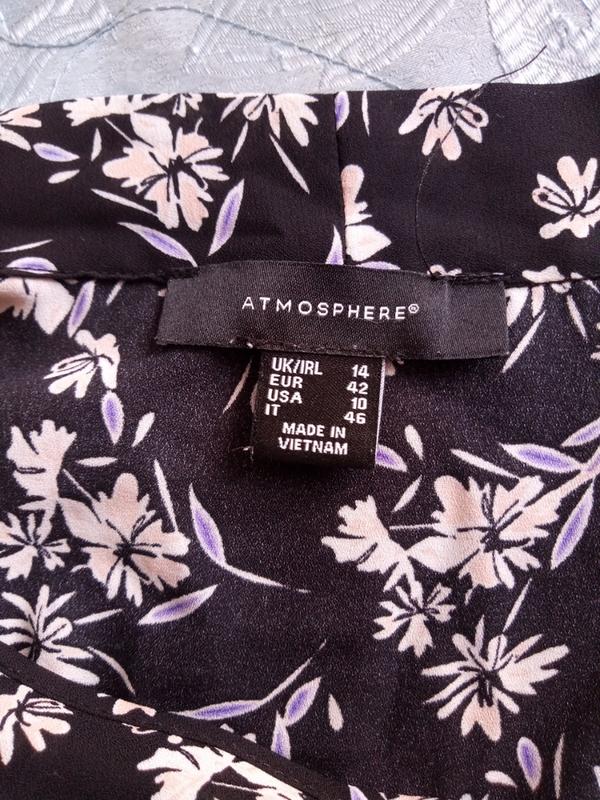 ATMOSPHERE®
UK/IRL 14
EUR 42
USA 10
IT 46
MADE IN
VIETNAM